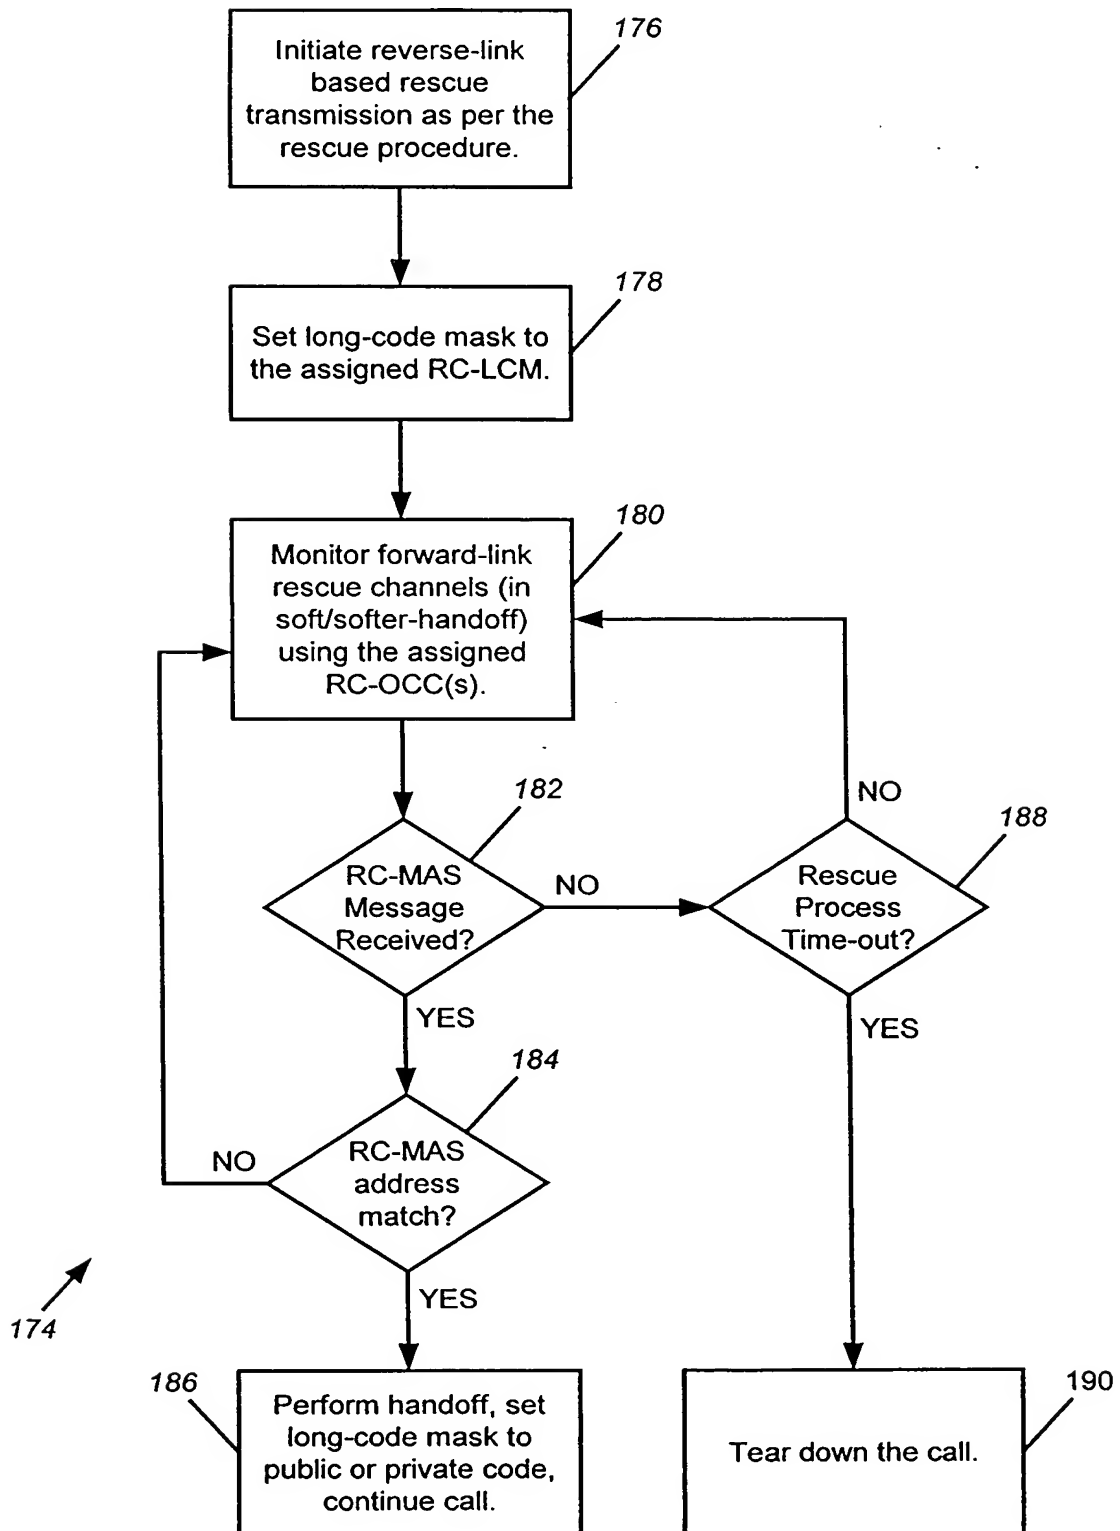 176
Initiate reverse-link
based rescue
transmission as per the
rescue procedure.
178
Set long-code mask to
the assigned RC-LCM.
180
Monitor forward-link
rescue channels (in
soft/softer-handoff)
using the assigned
RC-OCC(s).
182
RC-MAS
Message
Received?
NO
YES
188
Rescue
Process
Time-out?
NO
YES
184
RC-MAS
address
match?
NO
YES
174
186
Perform handoff, set
long-code mask to
public or private code,
continue call.
190
Tear down the call.